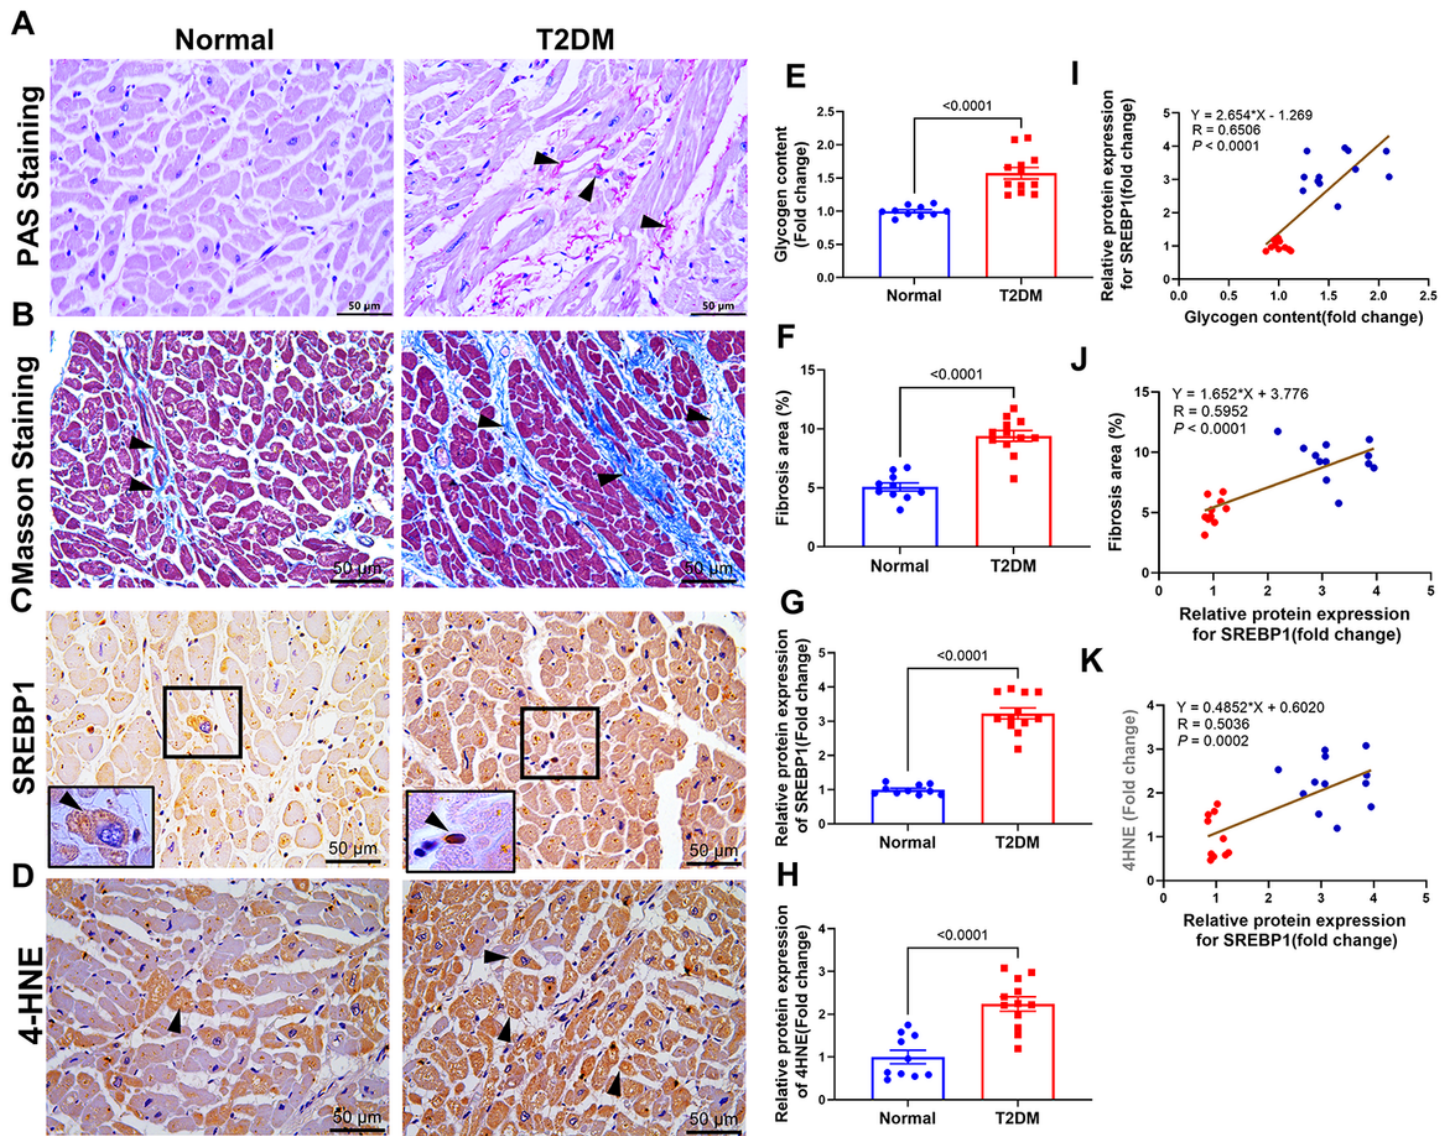 A
Normal
T2DM
PAS Staining
50 μm
50 μm
B
CMasson Staining
50 μm
50 μm
C
SREBP1
50 μm
50 μm
D
4-HNE
50 μm
50 μm
E
Glycogen content
(Fold change)
2.5
2.0
1.5
1.0
0.5
0.0
<0.0001
Normal
T2DM
F
Fibrosis area (%)
15
10
5
0
<0.0001
Normal
T2DM
G
Relative protein expression
of SREBP1(Fold change)
5
4
3
2
1
0
<0.0001
Normal
T2DM
H
Relative protein expression
of 4HNE(Fold change)
4
3
2
1
0
<0.0001
Normal
T2DM
I
Relative protein expression
for SREBP1(fold change)
Y = 2.654*X - 1.269
R = 0.6506
P < 0.0001
5
4
3
2
1
0
0.0
0.5
1.0
1.5
2.0
2.5
Glycogen content(fold change)
J
Fibrosis area (%)
Y = 1.652*X + 3.776
R = 0.5952
P < 0.0001
15
10
5
0
0
1
2
3
4
5
Relative protein expression
for SREBP1(fold change)
K
4HNE (Fold change)
Y = 0.4852*X + 0.6020
R = 0.5036
P = 0.0002
4
3
2
1
0
0
1
2
3
4
5
Relative protein expression
for SREBP1(fold change)